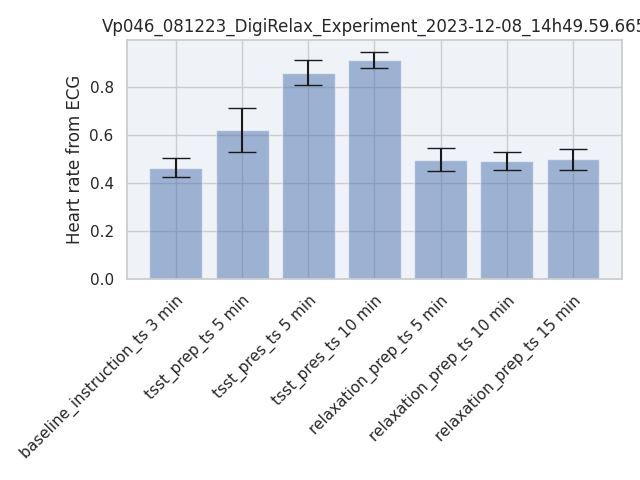 Vp046_081223_DigiRelax_Experiment_2023-12-08_14h49.59.665
Heart rate from ECG
0.8
0.6
0.4
0.2
0.0
baseline_instruction_ts 3 min
tsst_prep_ts 5 min
tsst_pres_ts 5 min
tsst_pres_ts 10 min
relaxation_prep_ts 5 min
relaxation_prep_ts 10 min
relaxation_prep_ts 15 min